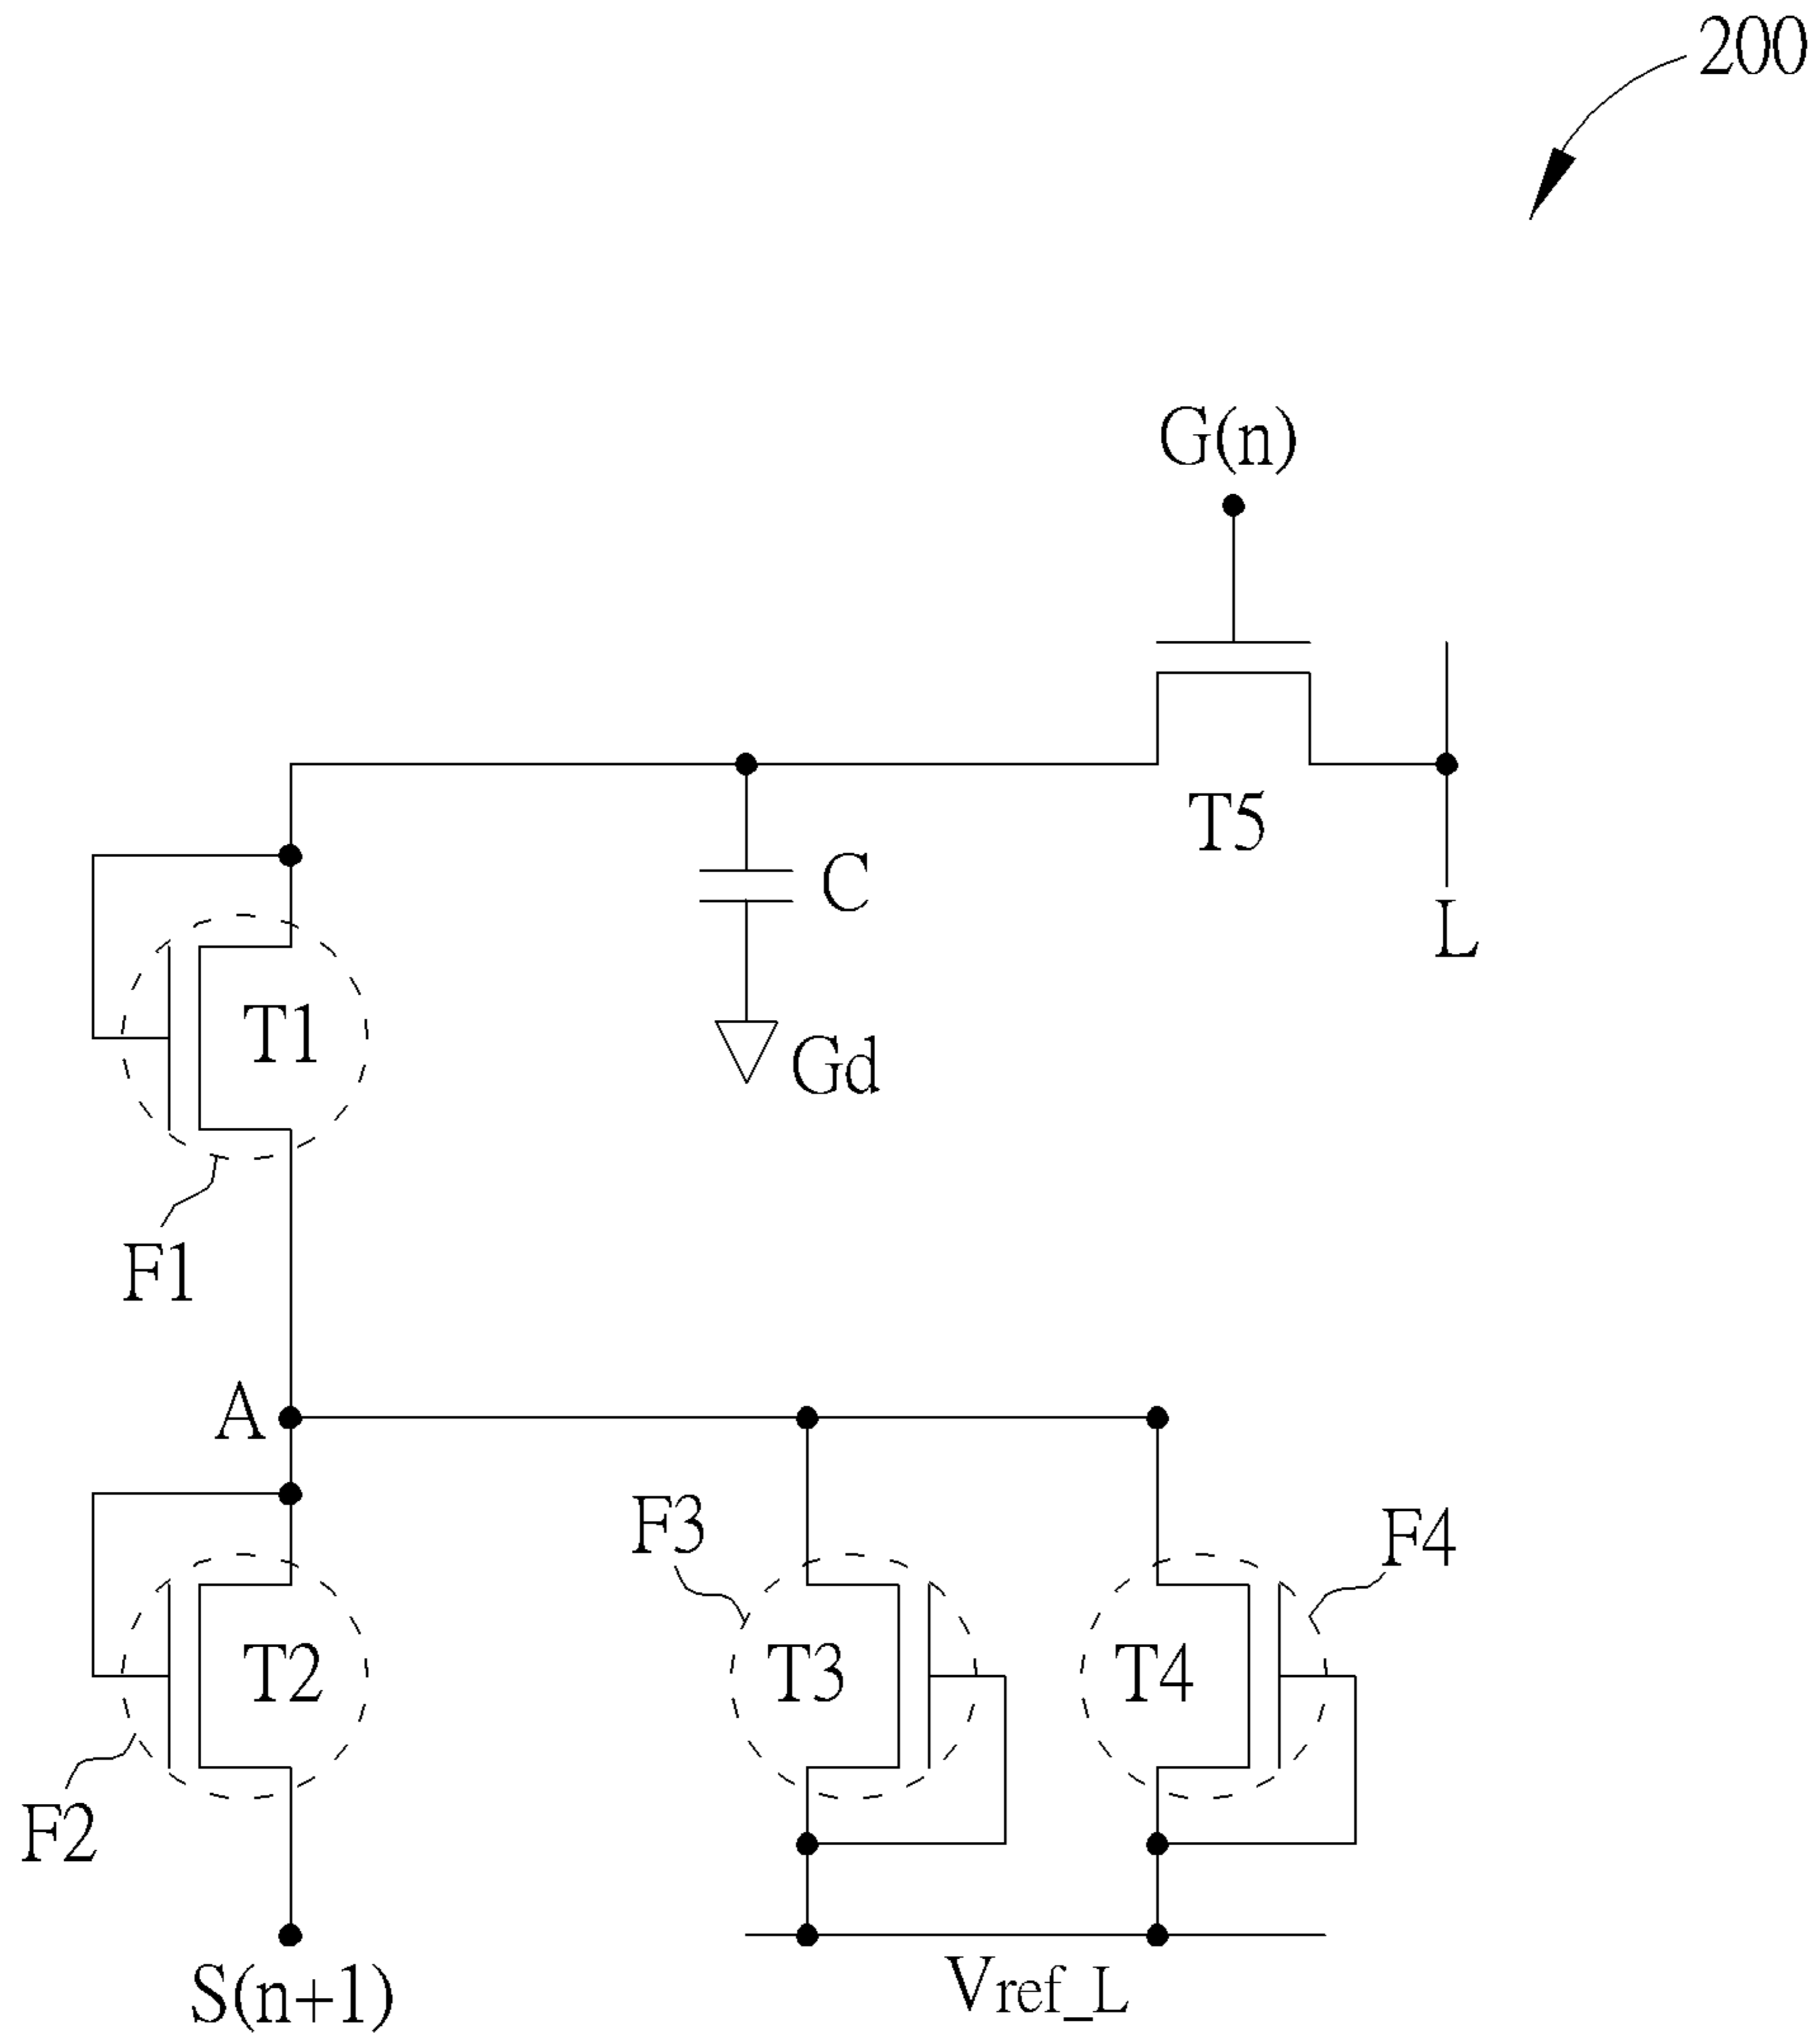 200
G(n)
T5
C
L
T1
Gd
F1
A
F3
F4
T2
T3
T4
F2
S(n+1)
Vref_L